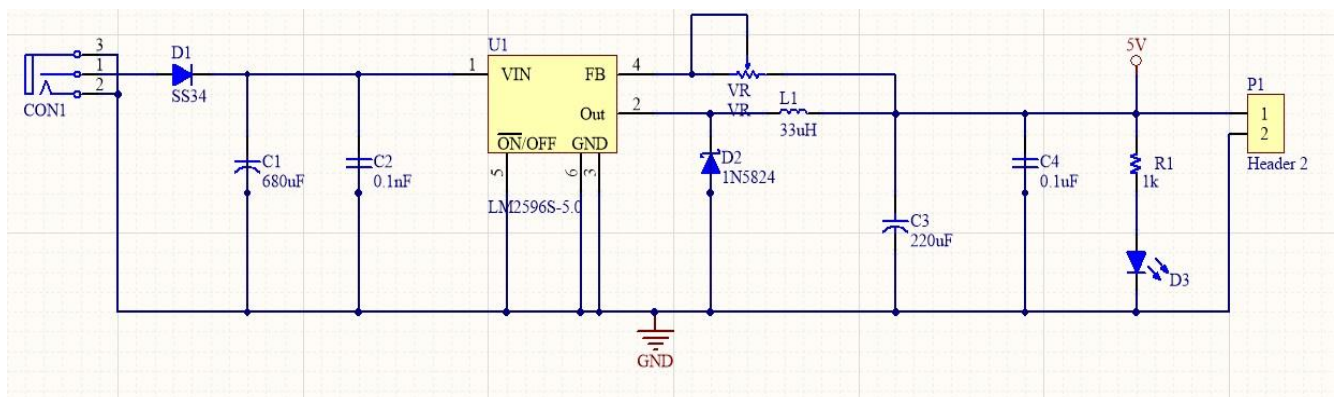 3
1
2
CON1
D1
SS34
C1
680uF
C2
0.1nF
U1
1
VIN
FB
4
Out
2
ON/OFF
GND
5
6
3
LM2596S-5.0
VR
VR
L1
33uH
D2
1N5824
C3
220uF
C4
0.1uF
5V
R1
1k
D3
P1
1
2
Header 2
GND